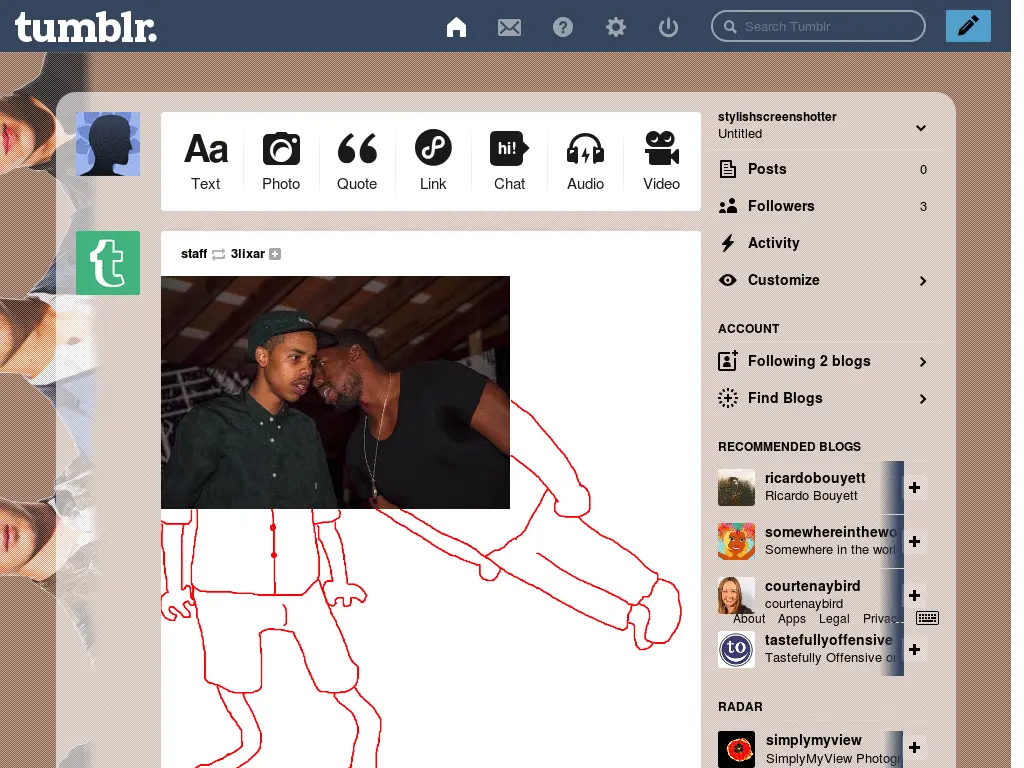 tumblr.
Search Tumblr
Aa
Text
Photo
Quote
Link
hi!
Chat
Audio
Video
staff 3lixar
stylishscreenshotter
Untitled
Posts 0
Followers 3
Activity
Customize
ACCOUNT
Following 2 blogs
Find Blogs
RECOMMENDED BLOGS
ricardobouyett
Ricardo Bouyett
somewhereinthewo
Somewhere in the worl
courtenaybird
courtenaybird
About Apps Legal Privac
to
tastefullyoffensive
Tastefully Offensive on
RADAR
simplymyview
SimplyMyView Photogr